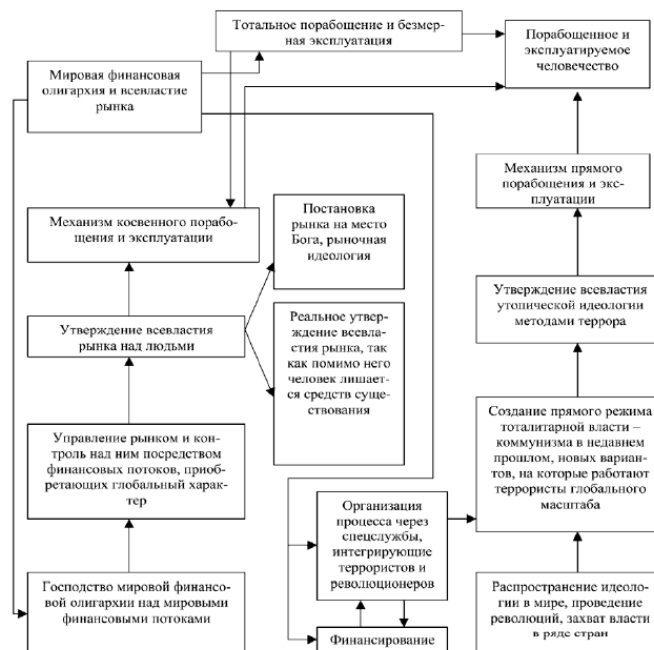 Тотальное порабощение и безмер-
ная эксплуатация
Порабощенное и
эксплуатируемое
человечество
Мировая финансовая
олигархия и всевластие
рынка
Механизм прямого
порабощения и экс-
плуатации
Механизм косвенного порабо-
щения и эксплуатации
Постановка
рынка на место
Бога, рыночная
идеология
Утверждение всевластия
утопической идеологии
методами террора
Утверждение всевластия
рынка над людьми
Реальное утвер-
ждение всевла-
стия рынка, так
как помимо него
человек лишает-
ся средств суще-
ствования
Управление рынком и кон-
троль над ним посредством
финансовых потоков, приоб-
ретающих глобальный харак-
тер
Создание прямого режима
тоталитарной власти –
коммунизма в недавнем
прошлом, новых вариан-
тов, на которые работают
террористы глобального
масштаба
Организация
процесса через
спецслужбы,
интегрирующие
террористов и
революционеров
Господство мировой финансо-
вой олигархии над мировыми
финансовыми потоками
Финансирование
Распространение идеоло-
гии в мире, проведение
революций, захват власти
в ряде стран